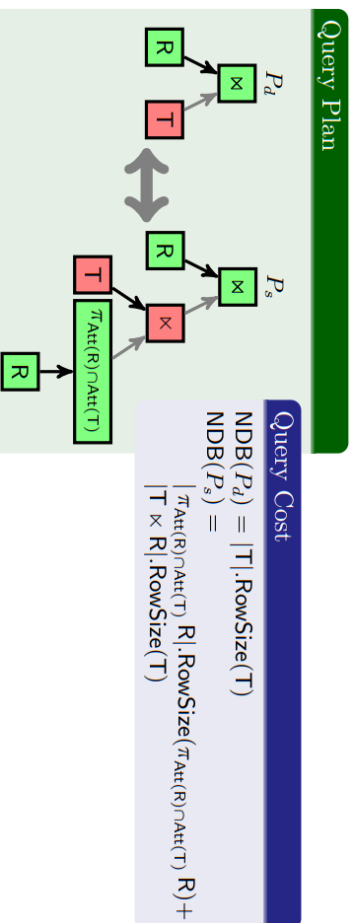 Query Plan
P_d
⋈
R
T
P_s
⋈
R
⋉
T
π_Att(R)∩Att(T)
R
Query Cost
NDB(P_d) = |T|.RowSize(T)
NDB(P_s) =
|π_Att(R)∩Att(T) R|.RowSize(π_Att(R)∩Att(T) R)+
|T ⋉ R|.RowSize(T)